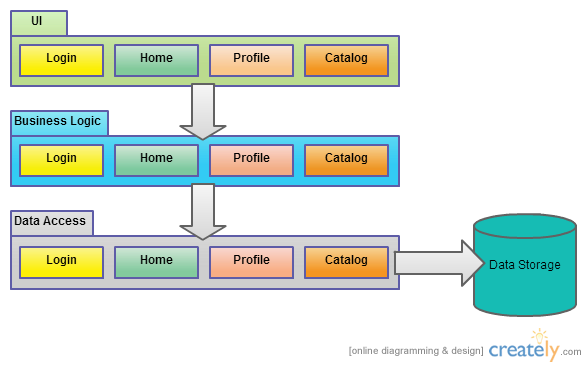 UI
Login
Home
Profile
Catalog
Business Logic
Login
Home
Profile
Catalog
Data Access
Login
Home
Profile
Catalog
Data Storage
[online diagramming & design] creately.com